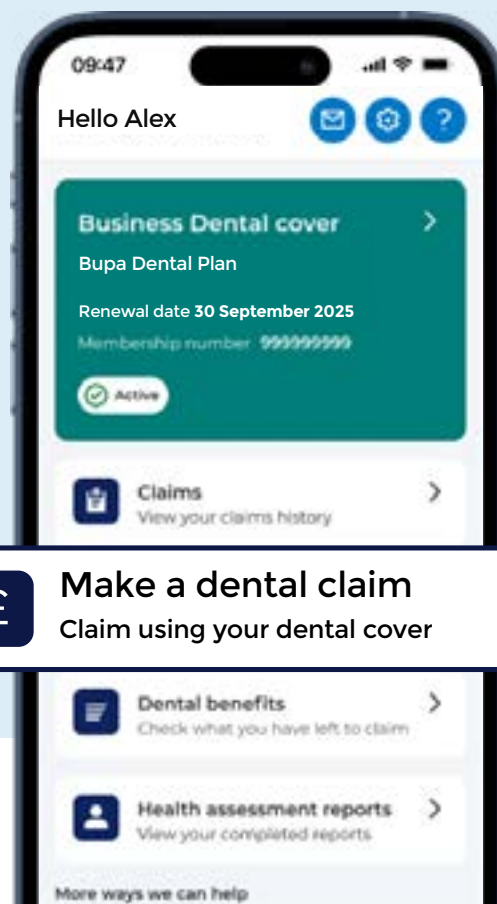 09:47
Hello Alex
?
Business Dental cover
Bupa Dental Plan
Renewal date 30 September 2025
Membership number 999999999
Active
Claims
View your claims history
£
Make a dental claim
Claim using your dental cover
Dental benefits
Check what you have left to claim
Health assessment reports
View your completed reports
More ways we can help